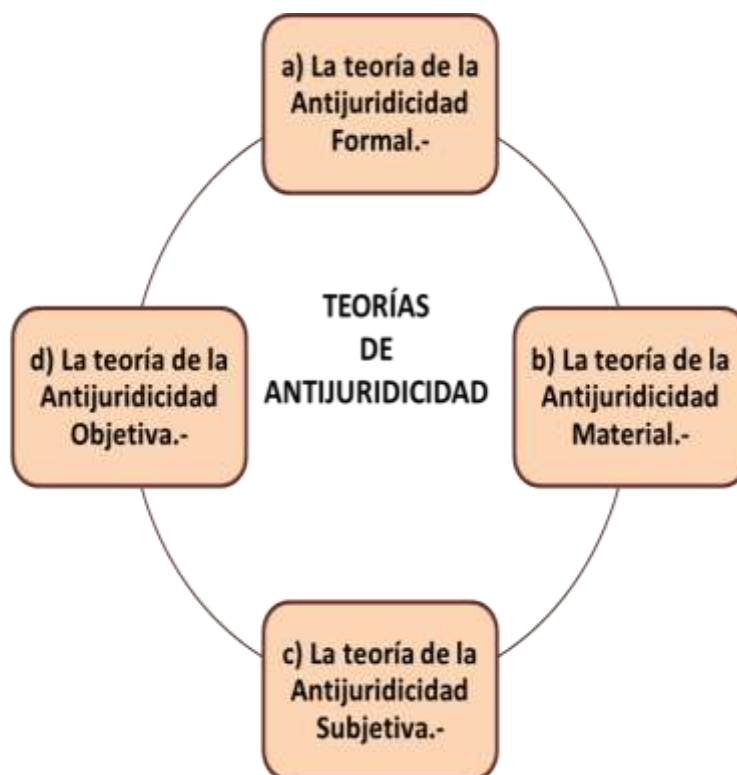 a) La teoría de la
Antijuridicidad
Formal.-
TEORÍAS
DE
ANTIJURIDICIDAD
d) La teoría de la
Antijuridicidad
Objetiva.-
b) La teoría de la
Antijuridicidad
Material.-
c) La teoría de la
Antijuridicidad
Subjetiva.-